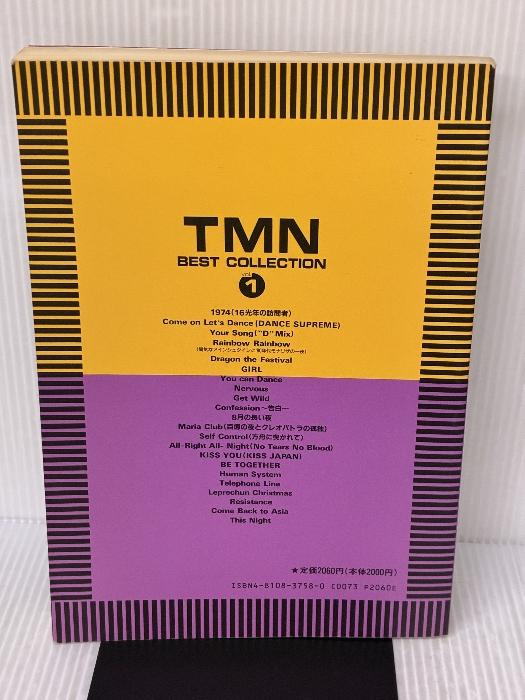 TMN
BEST COLLECTION
vol.
1
1974(16光年の訪問者)
Come on Let's Dance(DANCE SUPREME)
Your Song("D"Mix)
Rainbow Rainbow
Dragon the Fastival
GIRL
You can Dance
Nervous
Get Wild
Confession〜告白〜
8月の長い夜
Maria Club(百億の夜とクレオパトラの孤独)
Self Control(方舟に曳かれて)
All-Right All- Night(No Tears No Blood)
KISS YOU(KISS JAPAN)
BE TOGETHER
Human System
Telephone Line
Leprechun Christmas
Resistance
Come Back to Asia
This Night
★定価2060円(本体2000円)
ISBN4-8108-3758-0 C0073 P2060E